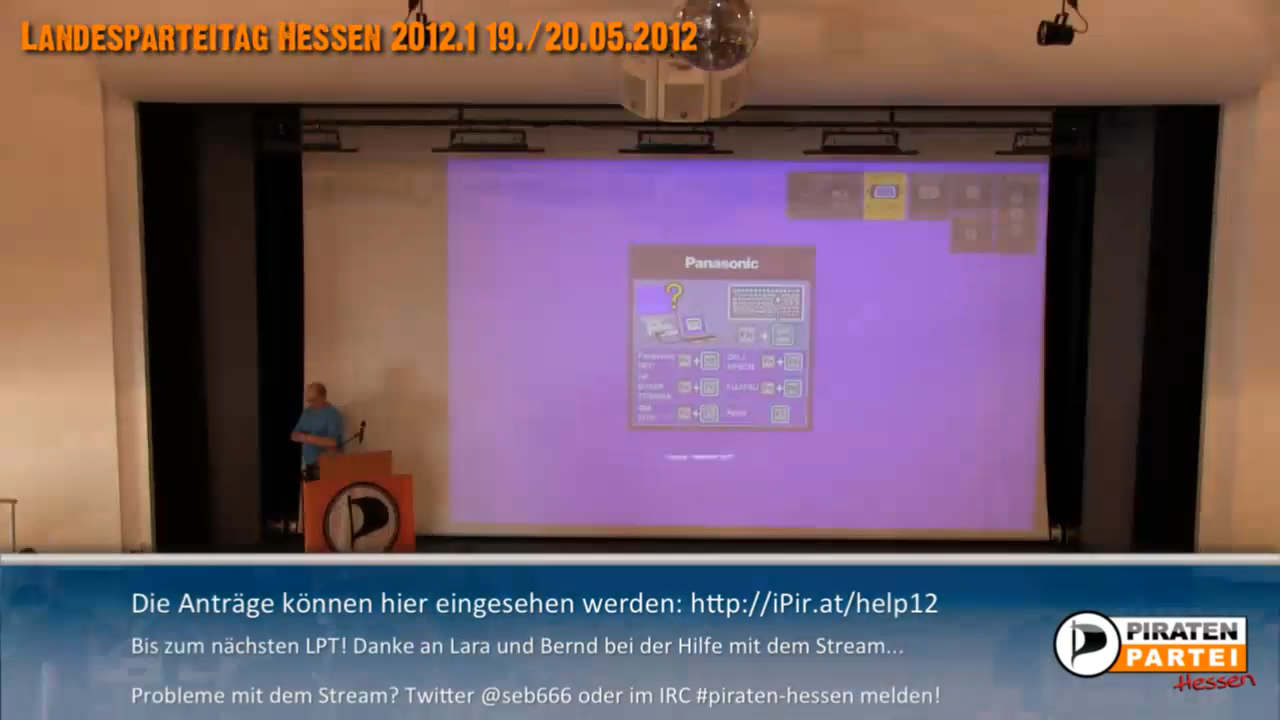 Landesparteitag Hessen 2012.1 19./20.05.2012
Panasonic
?
Die Anträge können hier eingesehen werden: http://iPir.at/help12
Bis zum nächsten LPT! Danke an Lara und Bernd bei der Hilfe mit dem Stream...
Probleme mit dem Stream? Twitter @seb666 oder im IRC #piraten-hessen melden!
PIRATEN
PARTEI
Hessen